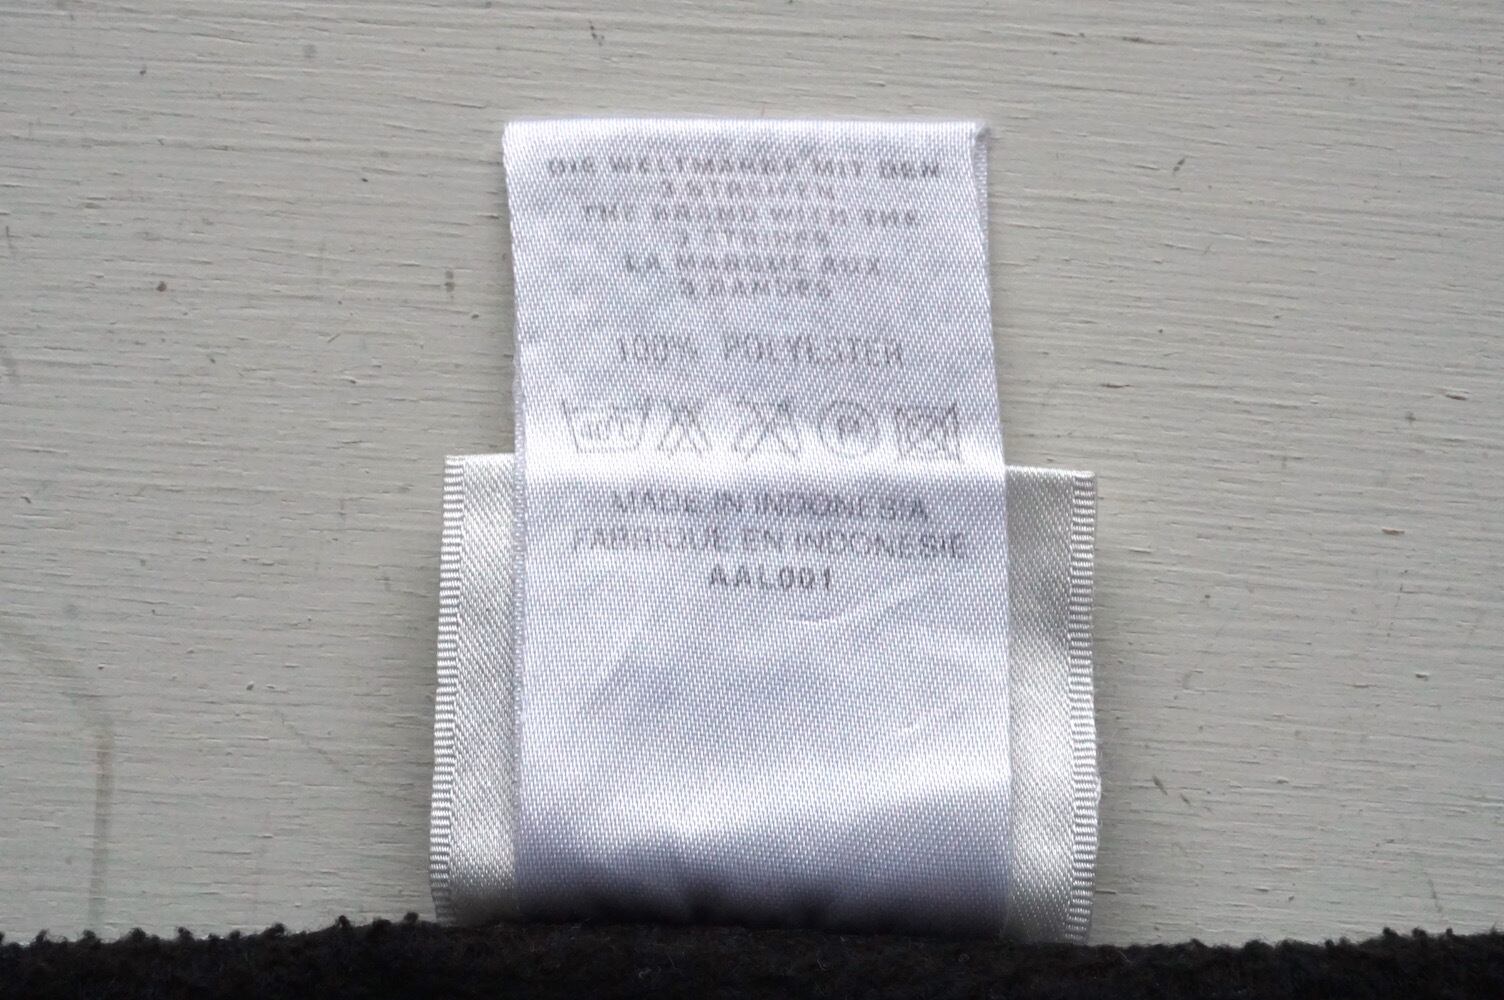 DIE WELTMARKE MIT DEN
3 STREIFEN
THE BRAND WITH THE
3 STRIPES
LA MARQUE AUX
3 BANDES
100% POLYESTER
MADE IN INDONESIA
FABRIQUE EN INDONESIE
AAL001